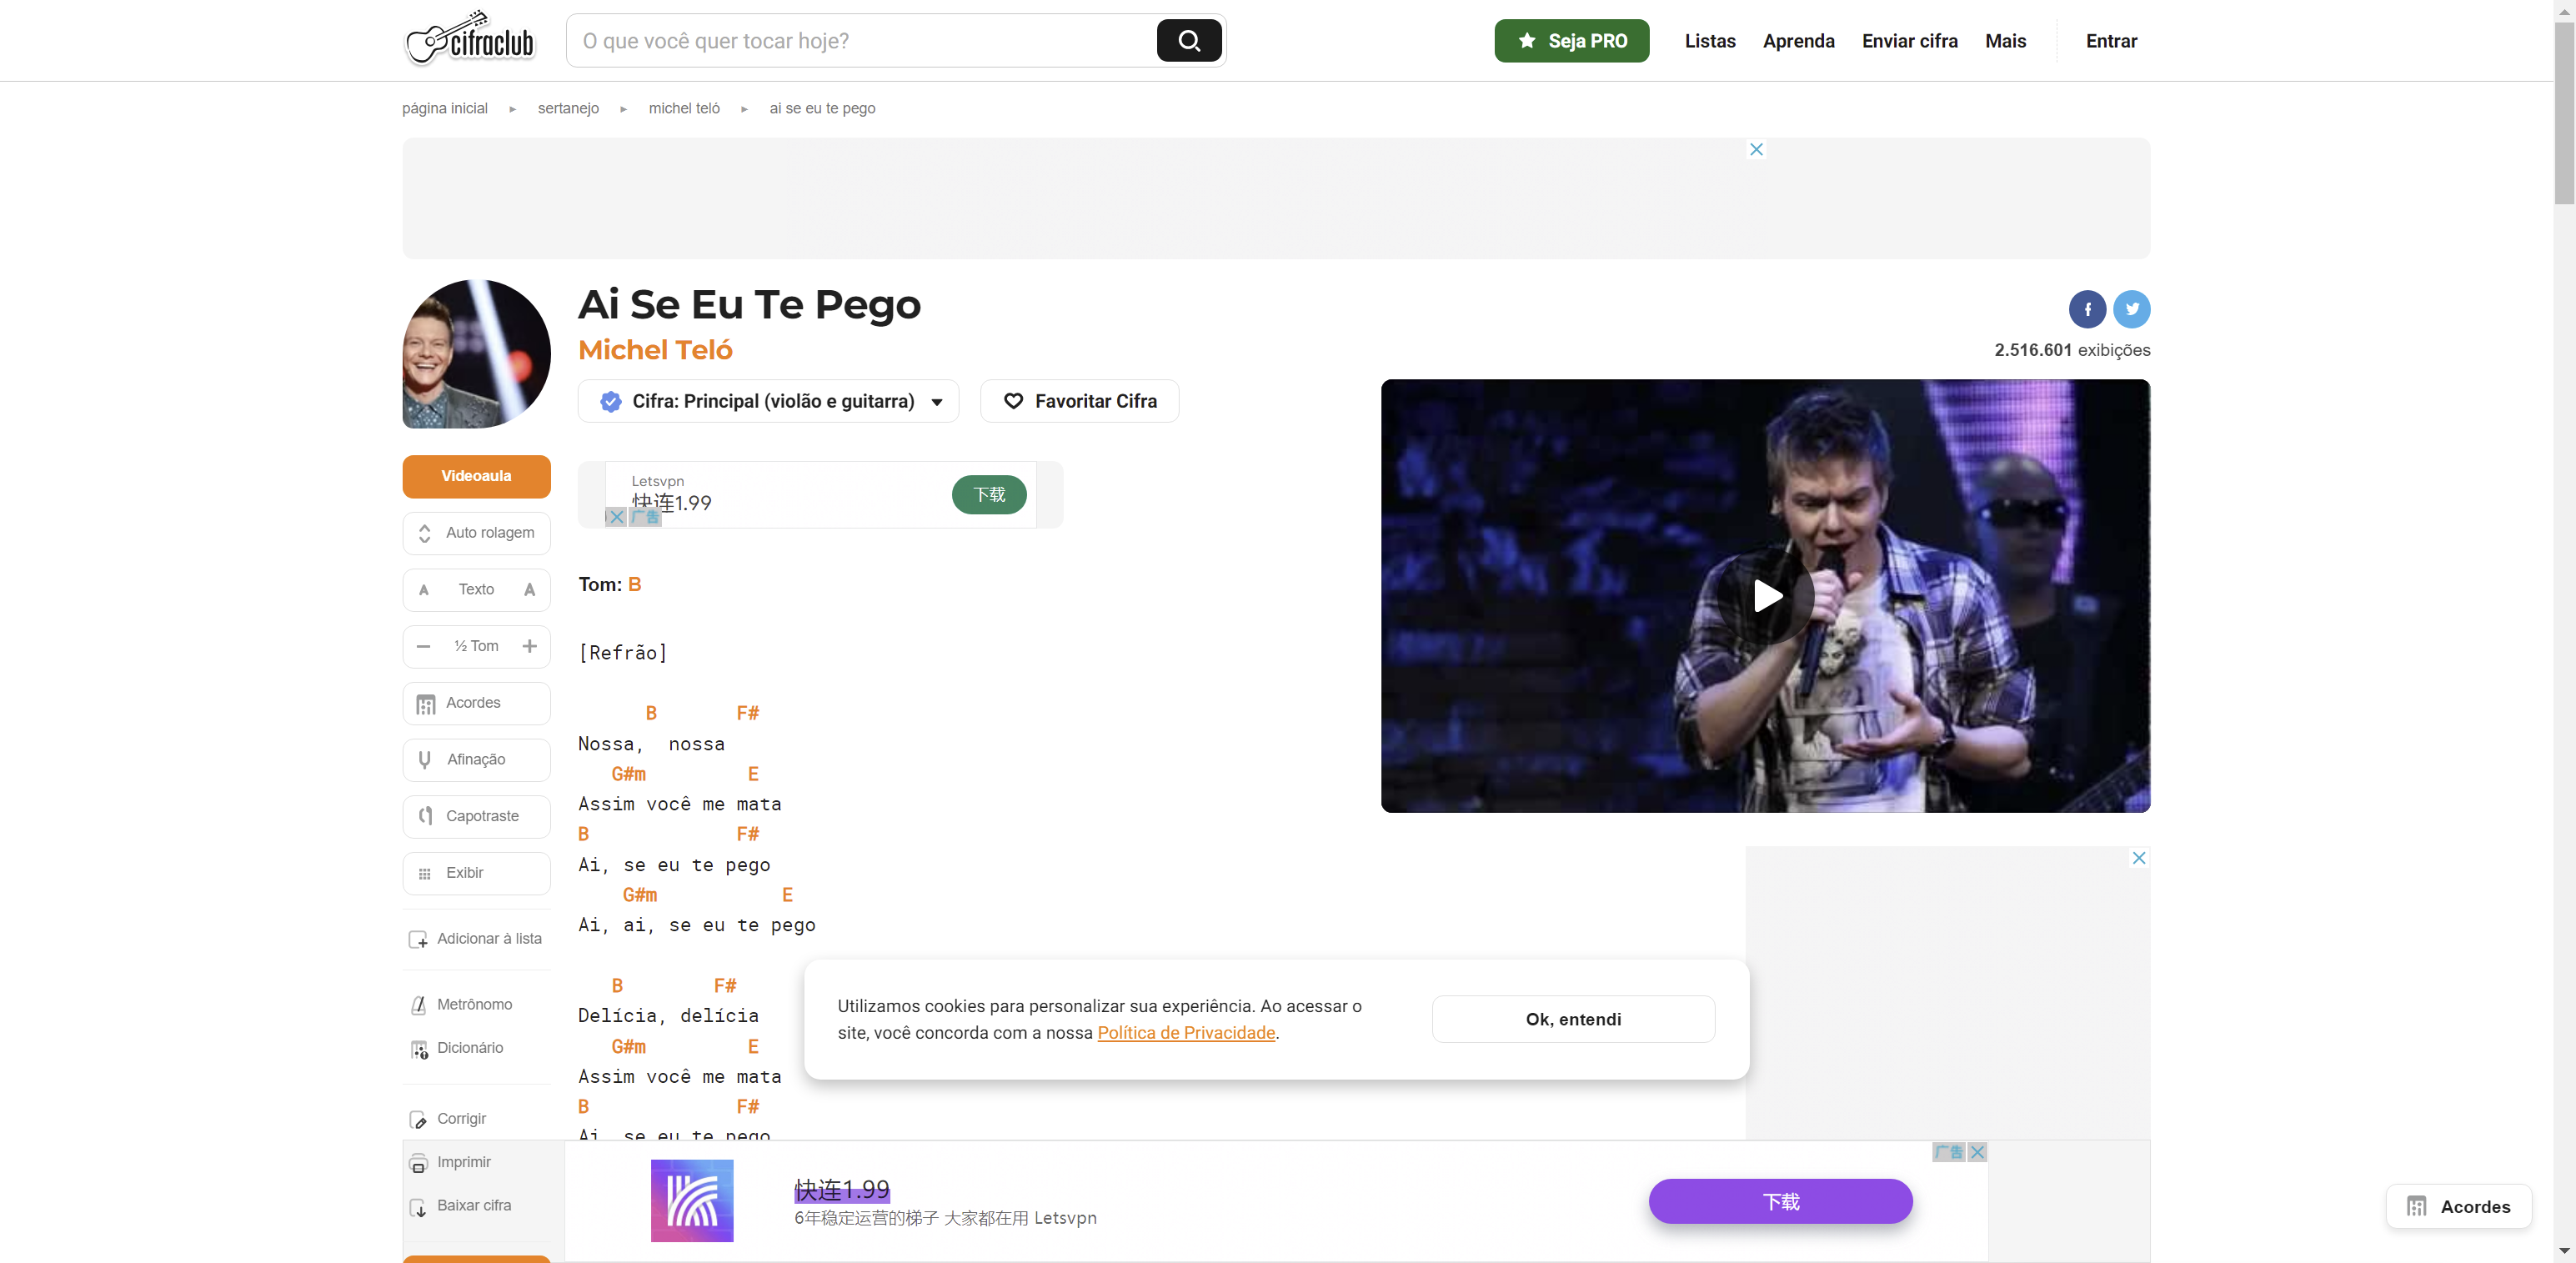 cifraclub
O que você quer tocar hoje?
Seja PRO
Listas
Aprenda
Enviar cifra
Mais
Entrar
página inicial ▸ sertanejo ▸ michel teló ▸ ai se eu te pego
Ai Se Eu Te Pego
Michel Teló
2.516.601 exibições
Cifra: Principal (violão e guitarra)
Favoritar Cifra
Videoaula
Auto rolagem
A Texto A
½ Tom
Acordes
Afinação
Capotraste
Exibir
Adicionar à lista
Metrônomo
Dicionário
Corrigir
Imprimir
Baixar cifra
Letsvpn
快连1.99
下载
广告
Tom: B
[Refrão]
B F#
Nossa, nossa
G#m E
Assim você me mata
B F#
Ai, se eu te pego
G#m E
Ai, ai, se eu te pego
B F#
Delícia, delícia
G#m E
Assim você me mata
B F#
Ai, se eu te pego
Utilizamos cookies para personalizar sua experiência. Ao acessar o
site, você concorda com a nossa Política de Privacidade.
Ok, entendi
广告
快连1.99
6年稳定运营的梯子 大家都在用 Letsvpn
下载
Acordes